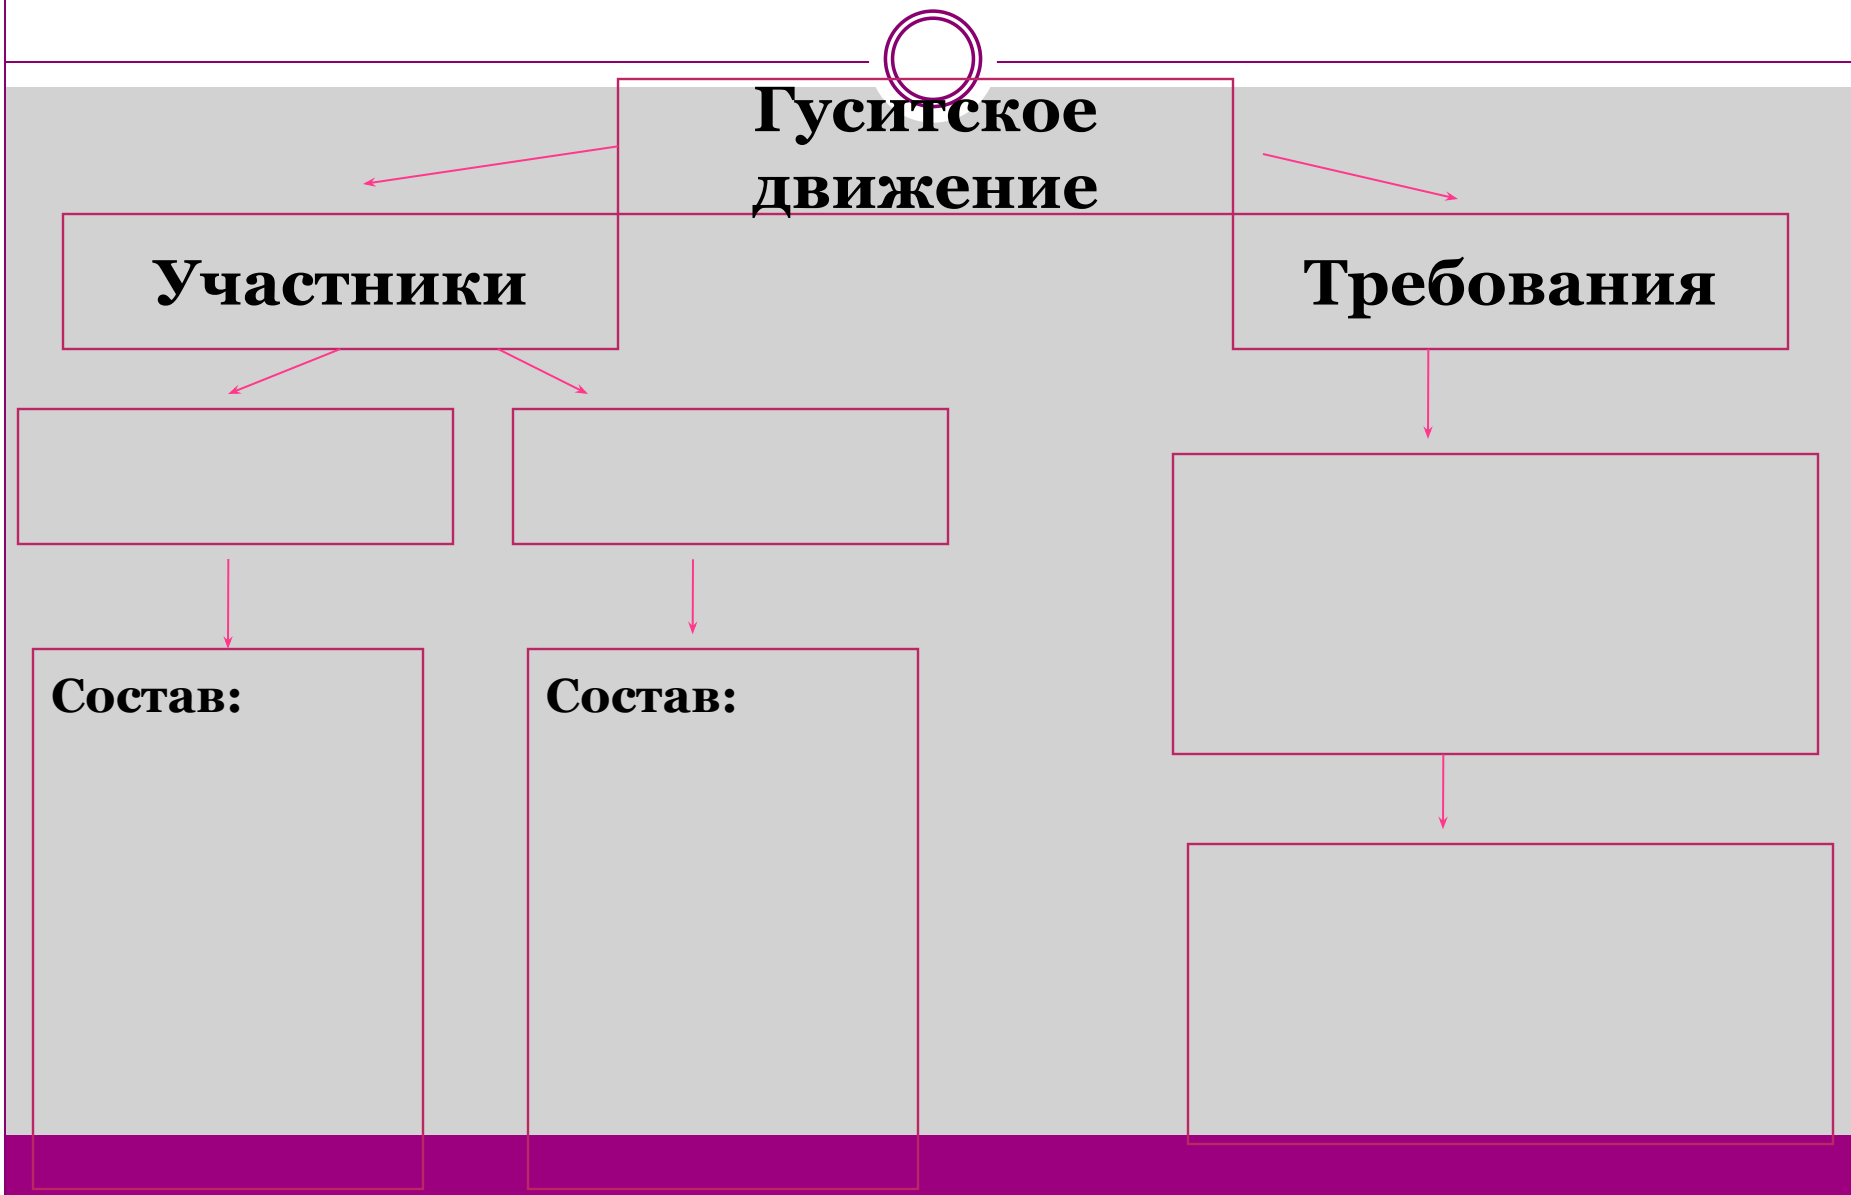 Гуситское
движение
Участники
Требования
Состав:
Состав: